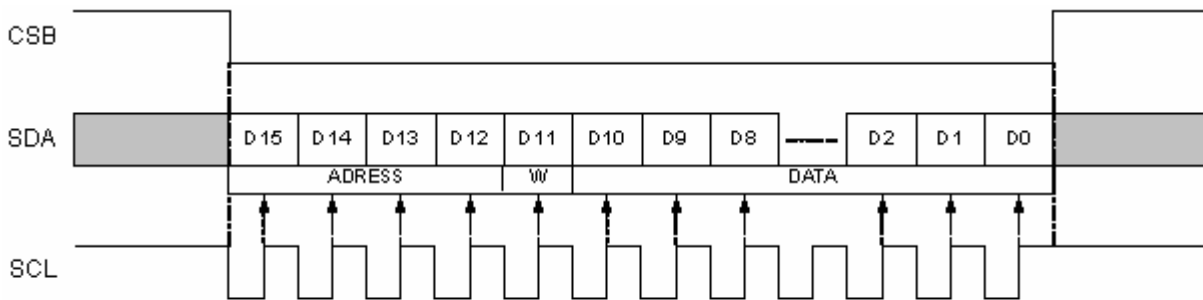 CSB
SDA D15 D14 D13 D12 D11 D10 D9 D8 D2 D1 D0
ADRESS W DATA
SCL